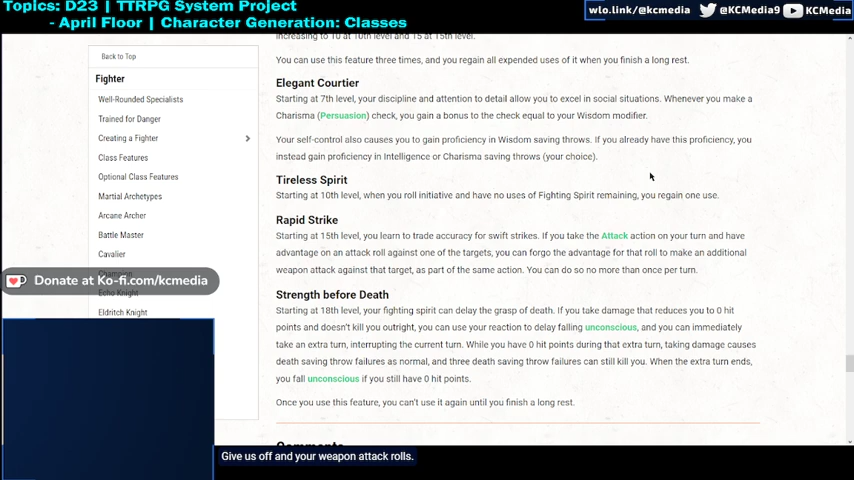 Topics: D23 | TTRPG System Project
- April Floor | Character Generation: Classes
wlo.link/@kcmedia @KCMedia9 KCMedia
increasing to 10 at 10th level and 15 at 15th level.
Back to Top
Fighter
Well-Rounded Specialists
Trained for Danger
Creating a Fighter
Class Features
Optional Class Features
Martial Archetypes
Arcane Archer
Battle Master
Cavalier
Champion
Echo Knight
Eldritch Knight
Donate at Ko-fi.com/kcmedia
You can use this feature three times, and you regain all expended uses of it when you finish a long rest.
Elegant Courtier
Starting at 7th level, your discipline and attention to detail allow you to excel in social situations. Whenever you make a
Charisma (Persuasion) check, you gain a bonus to the check equal to your Wisdom modifier.
Your self-control also causes you to gain proficiency in Wisdom saving throws. If you already have this proficiency, you
instead gain proficiency in Intelligence or Charisma saving throws (your choice).
Tireless Spirit
Starting at 10th level, when you roll initiative and have no uses of Fighting Spirit remaining, you regain one use.
Rapid Strike
Starting at 15th level, you learn to trade accuracy for swift strikes. If you take the Attack action on your turn and have
advantage on an attack roll against one of the targets, you can forgo the advantage for that roll to make an additional
weapon attack against that target, as part of the same action. You can do so no more than once per turn.
Strength before Death
Starting at 18th level, your fighting spirit can delay the grasp of death. If you take damage that reduces you to 0 hit
points and doesn't kill you outright, you can use your reaction to delay falling unconscious, and you can immediately
take an extra turn, interrupting the current turn. While you have 0 hit points during that extra turn, taking damage causes
death saving throw failures as normal, and three death saving throw failures can still kill you. When the extra turn ends,
you fall unconscious if you still have 0 hit points.
Once you use this feature, you can't use it again until you finish a long rest.
Comments
Give us off and your weapon attack rolls.